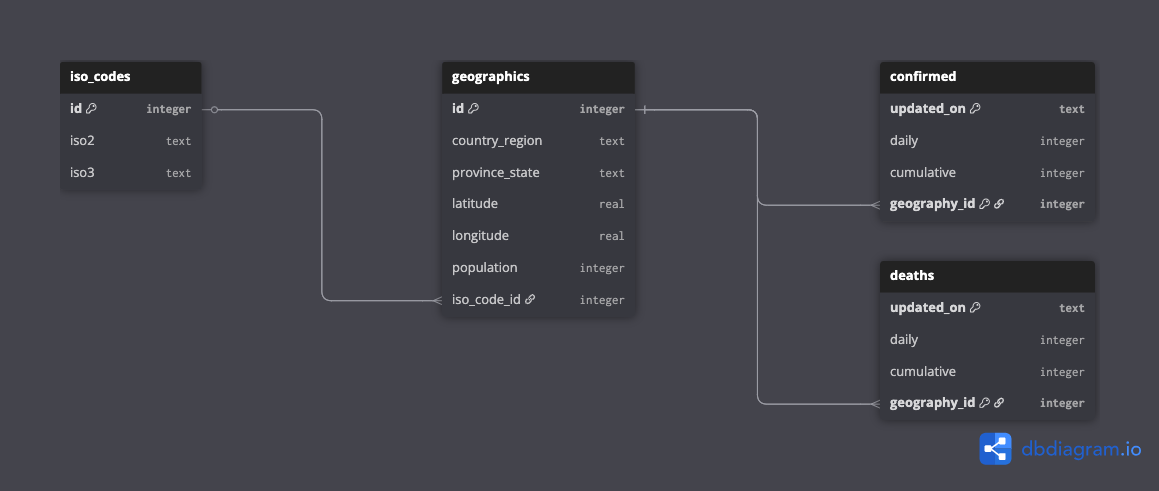 iso_codes
id integer
iso2 text
iso3 text
geographics
id integer
country_region text
province_state text
latitude real
longitude real
population integer
iso_code_id integer
confirmed
updated_on text
daily integer
cumulative integer
geography_id integer
deaths
updated_on text
daily integer
cumulative integer
geography_id integer
dbdiagram.io